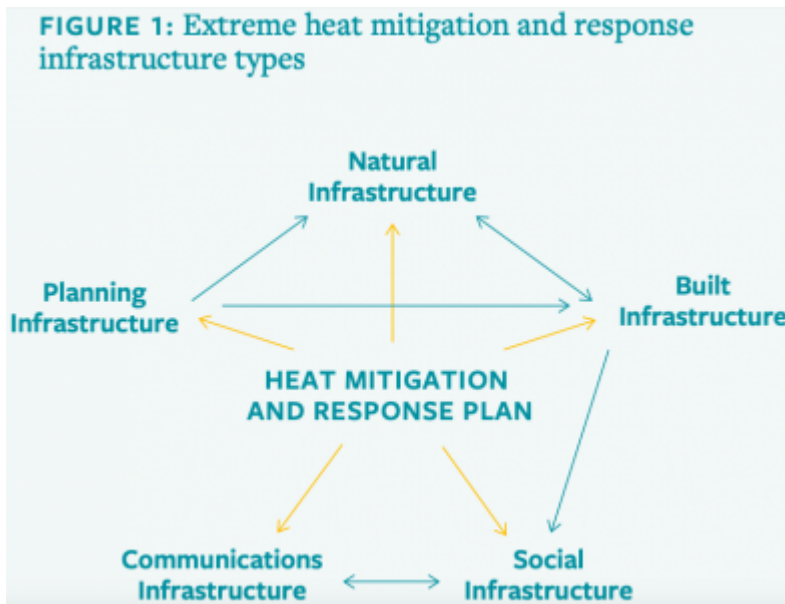 FIGURE 1: Extreme heat mitigation and response
infrastructure types
Natural
Infrastructure
Planning
Infrastructure
Built
Infrastructure
HEAT MITIGATION
AND RESPONSE PLAN
Communications
Infrastructure
Social
Infrastructure